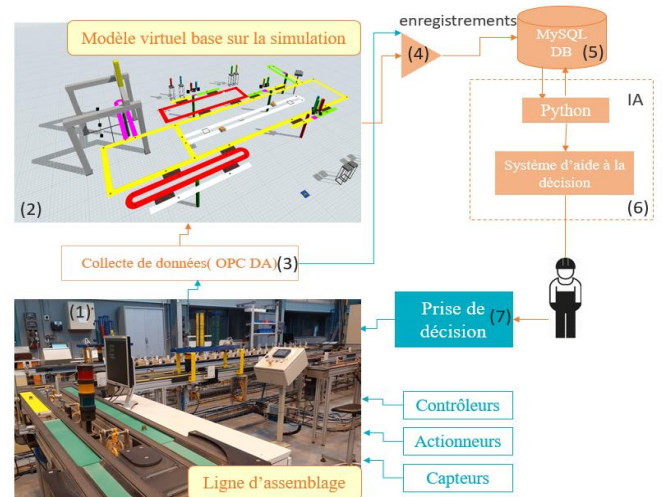 enregistrements
Modèle virtuel base sur la simulation
(4)
MySQL
DB
(5)
IA
Python
Système d'aide à la
décision
(6)
(2)
Collecte de données( OPC DA)
(3)
(1)
Prise de
décision
(7)
Contrôleurs
Actionneurs
Capteurs
Ligne d'assemblage